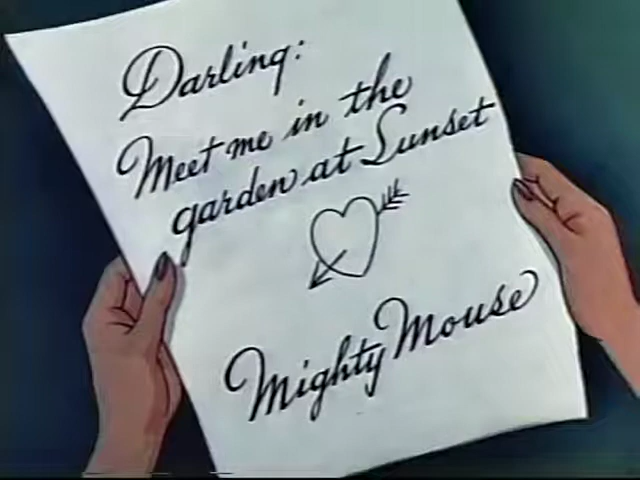 Darling:
Meet me in the
garden at Sunset
Mighty Mouse